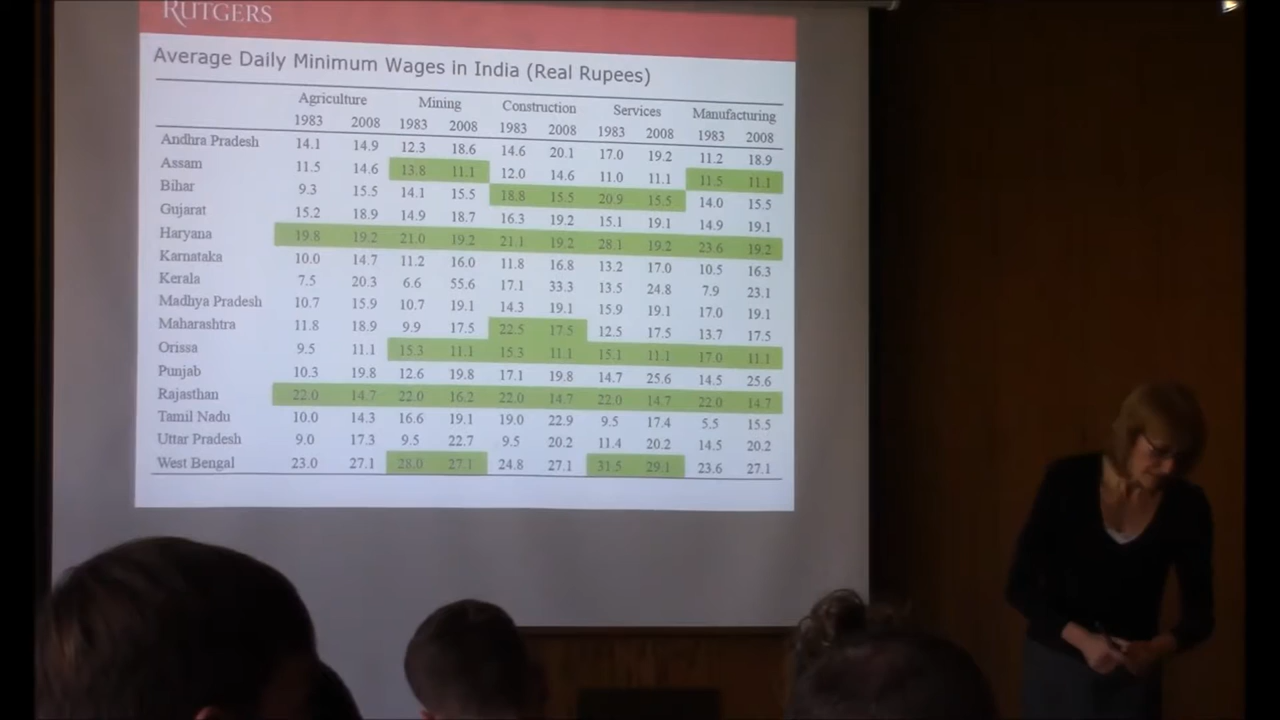 RUTGERS
Average Daily Minimum Wages in India (Real Rupees)
Agriculture Mining Construction Services Manufacturing
1983 2008 1983 2008 1983 2008 1983 2008 1983 2008
Andhra Pradesh 14.1 14.9 12.3 18.6 14.6 20.1 17.0 19.2 11.2 18.9
Assam 11.5 14.6 13.8 11.1 12.0 14.6 11.0 11.1 11.5 11.1
Bihar 9.3 15.5 14.1 15.5 18.8 15.5 20.9 15.5 14.0 15.5
Gujarat 15.2 18.9 14.9 18.7 16.3 19.2 15.1 19.1 14.9 19.1
Haryana 19.8 19.2 21.0 19.2 21.1 19.2 28.1 19.2 23.6 19.2
Karnataka 10.0 14.7 11.2 16.0 11.8 16.8 13.2 17.0 10.5 16.3
Kerala 7.5 20.3 6.6 55.6 17.1 33.3 13.5 24.8 7.9 23.1
Madhya Pradesh 10.7 15.9 10.7 19.1 14.3 19.1 15.9 19.1 17.0 19.1
Maharashtra 11.8 18.9 9.9 17.5 22.5 17.5 12.5 17.5 13.7 17.5
Orissa 9.5 11.1 15.3 11.1 15.3 11.1 15.1 11.1 17.0 11.1
Punjab 10.3 19.8 12.6 19.8 17.1 19.8 14.7 25.6 14.5 25.6
Rajasthan 22.0 14.7 22.0 16.2 22.0 14.7 22.0 14.7 22.0 14.7
Tamil Nadu 10.0 14.3 16.6 19.1 19.0 22.9 9.5 17.4 5.5 15.5
Uttar Pradesh 9.0 17.3 9.5 22.7 9.5 20.2 11.4 20.2 14.5 20.2
West Bengal 23.0 27.1 28.0 27.1 24.8 27.1 31.5 29.1 23.6 27.1